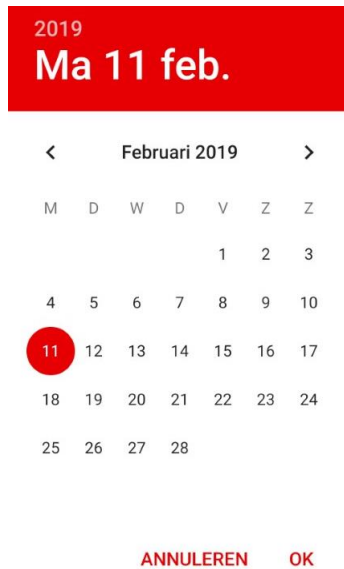 2019
Ma 11 feb.
< Februari 2019 >
M D W D V Z Z
1 2 3
4 5 6 7 8 9 10
11 12 13 14 15 16 17
18 19 20 21 22 23 24
25 26 27 28
ANNULEREN OK